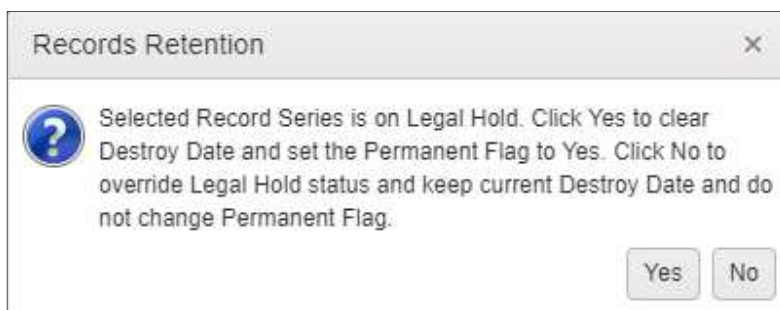 Records Retention ×
Selected Record Series is on Legal Hold. Click Yes to clear
Destroy Date and set the Permanent Flag to Yes. Click No to
override Legal Hold status and keep current Destroy Date and do
not change Permanent Flag.
Yes No